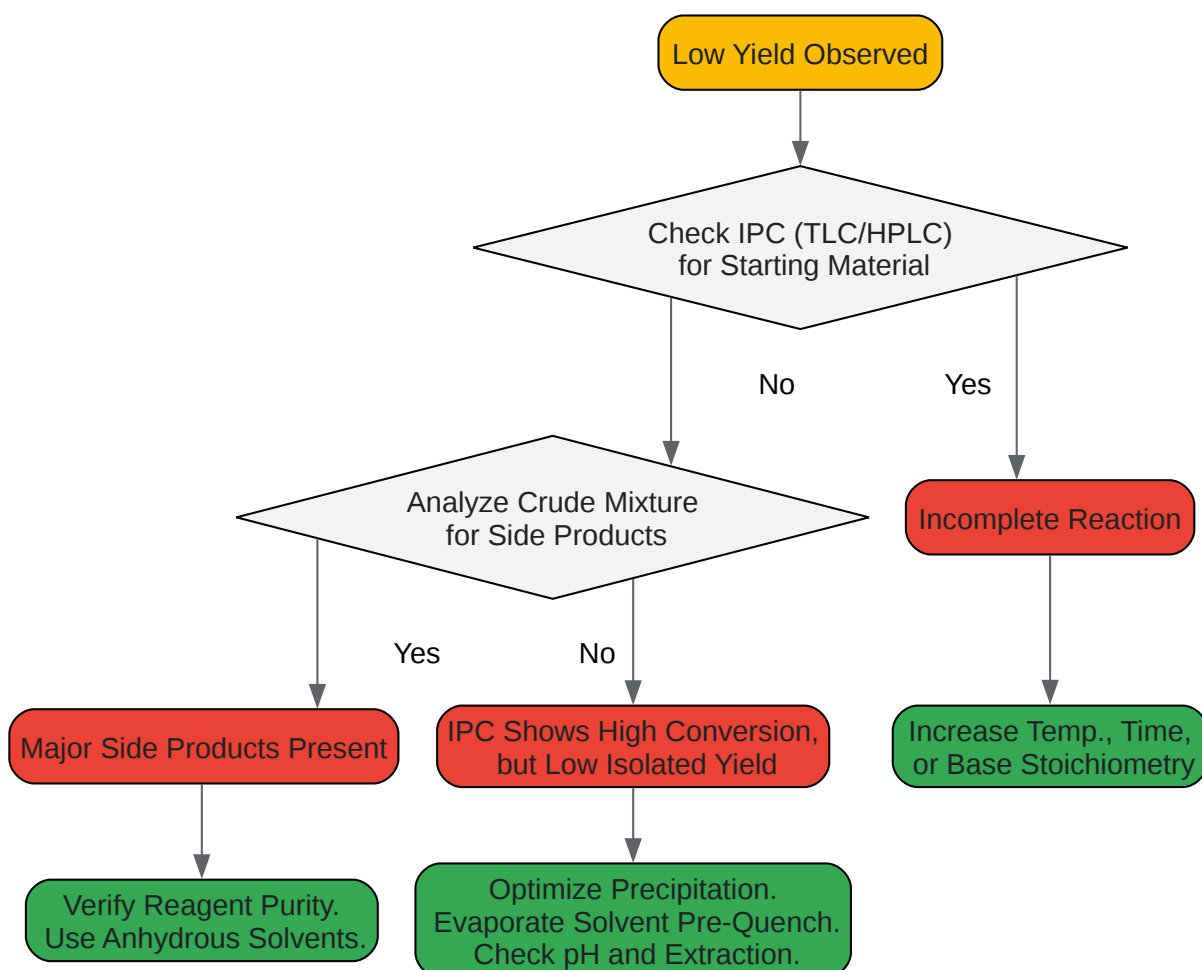 Low Yield Observed
Check IPC (TLC/HPLC)
for Starting Material
No
Yes
Analyze Crude Mixture
for Side Products
Incomplete Reaction
Yes
No
Major Side Products Present
IPC Shows High Conversion,
but Low Isolated Yield
Increase Temp., Time,
or Base Stoichiometry
Verify Reagent Purity.
Use Anhydrous Solvents.
Optimize Precipitation.
Evaporate Solvent Pre-Quench.
Check pH and Extraction.